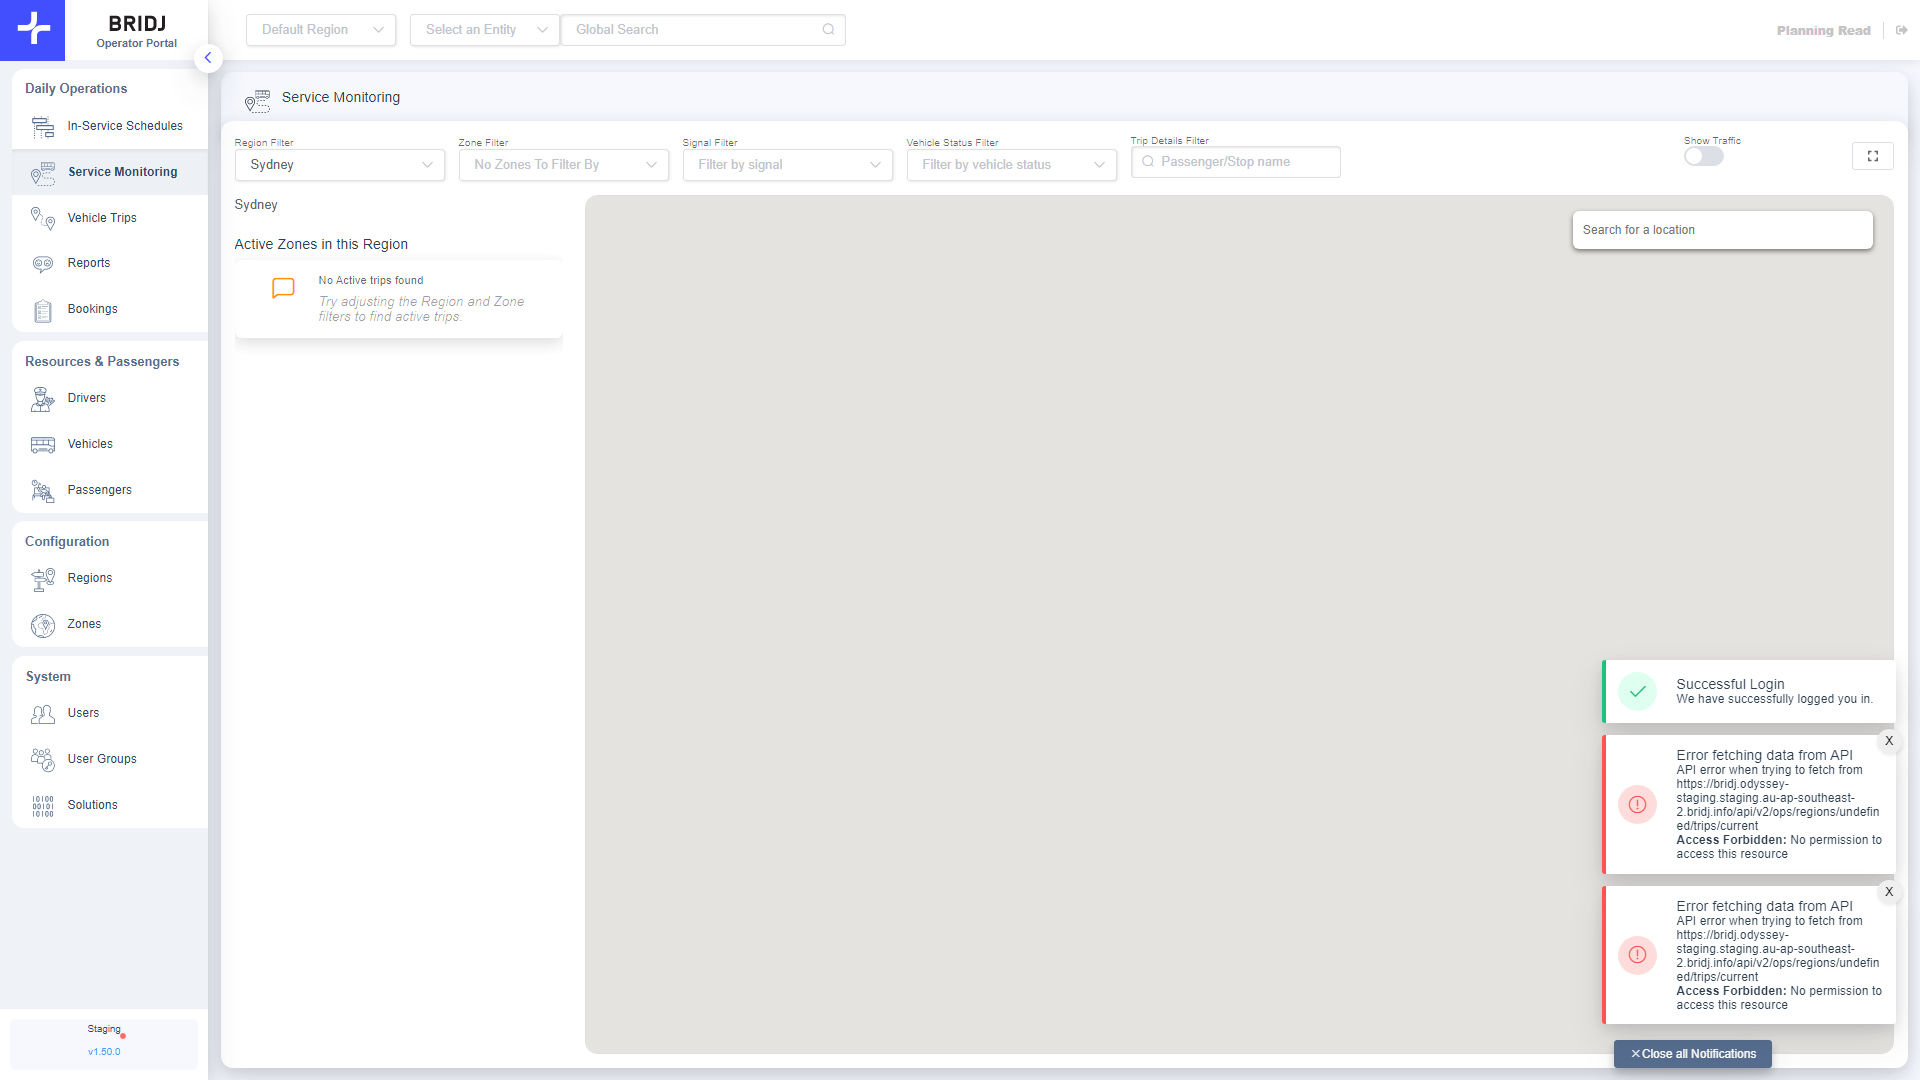 BRIDJ
Operator Portal
Default Region
Select an Entity
Global Search
Planning Read
Daily Operations
In-Service Schedules
Service Monitoring
Vehicle Trips
Reports
Bookings
Resources & Passengers
Drivers
Vehicles
Passengers
Configuration
Regions
Zones
System
Users
User Groups
Solutions
Staging
v1.50.0
Service Monitoring
Region Filter
Sydney
Zone Filter
No Zones To Filter By
Signal Filter
Filter by signal
Vehicle Status Filter
Filter by vehicle status
Trip Details Filter
Passenger/Stop name
Show Traffic
Sydney
Active Zones in this Region
No Active trips found
Try adjusting the Region and Zone
filters to find active trips.
Search for a location
Successful Login
We have successfully logged you in.
X
Error fetching data from API
API error when trying to fetch from
https://bridj.odyssey-
staging.staging.au-ap-southeast-
2.bridj.info/api/v2/ops/regions/undefin
ed/trips/current
Access Forbidden: No permission to
access this resource
X
Error fetching data from API
API error when trying to fetch from
https://bridj.odyssey-
staging.staging.au-ap-southeast-
2.bridj.info/api/v2/ops/regions/undefin
ed/trips/current
Access Forbidden: No permission to
access this resource
✕Close all Notifications